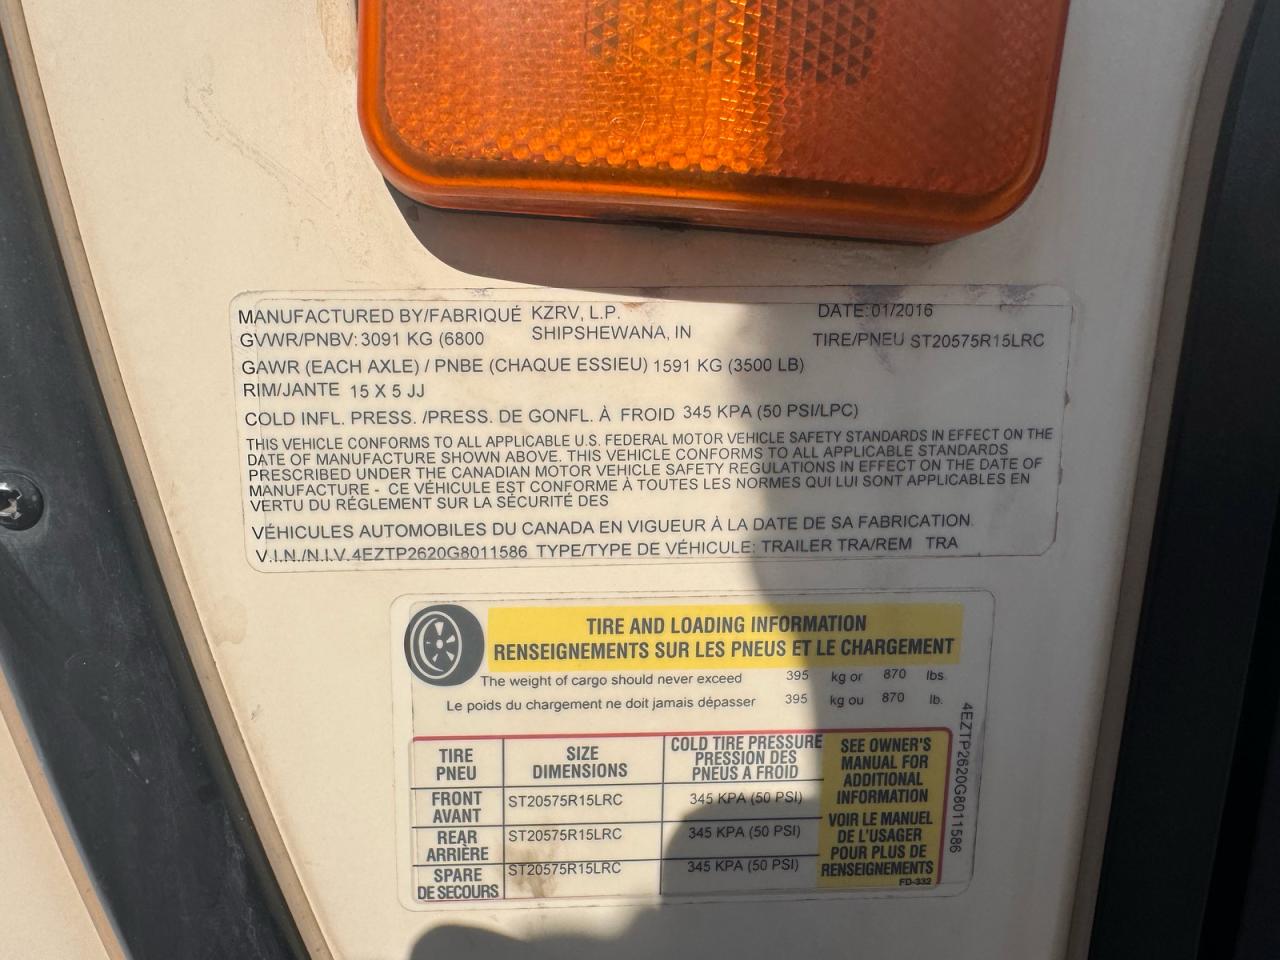 MANUFACTURED BY/FABRIQUÉ KZRV, L.P. DATE:01/2016
GVWR/PNBV: 3091 KG (6800 SHIPSHEWANA, IN TIRE/PNEU ST20575R15LRC
GAWR (EACH AXLE) / PNBE (CHAQUE ESSIEU) 1591 KG (3500 LB)
RIM/JANTE 15 X 5 JJ
COLD INFL. PRESS. /PRESS. DE GONFL. À FROID 345 KPA (50 PSI/LPC)
THIS VEHICLE CONFORMS TO ALL APPLICABLE U.S. FEDERAL MOTOR VEHICLE SAFETY STANDARDS IN EFFECT ON THE
DATE OF MANUFACTURE SHOWN ABOVE. THIS VEHICLE CONFORMS TO ALL APPLICABLE STANDARDS
PRESCRIBED UNDER THE CANADIAN MOTOR VEHICLE SAFETY REGULATIONS IN EFFECT ON THE DATE OF
MANUFACTURE - CE VÉHICULE EST CONFORME À TOUTES LES NORMES QUI LUI SONT APPLICABLES EN
VERTU DU RÉGLEMENT SUR LA SÉCURITÉ DES
VÉHICULES AUTOMOBILES DU CANADA EN VIGUEUR À LA DATE DE SA FABRICATION.
V.I.N./N.I.V. 4EZTP2620G8011586 TYPE/TYPE DE VÉHICULE: TRAILER TRA/REM TRA
TIRE AND LOADING INFORMATION
RENSEIGNEMENTS SUR LES PNEUS ET LE CHARGEMENT
The weight of cargo should never exceed 395 kg or 870 lbs.
Le poids du chargement ne doit jamais dépasser 395 kg ou 870 lb.
TIRE
PNEU
SIZE
DIMENSIONS
COLD TIRE PRESSURE
PRESSION DES
PNEUS A FROID
FRONT
AVANT
ST20575R15LRC
345 KPA (50 PSI)
REAR
ARRIÈRE
ST20575R15LRC
345 KPA (50 PSI)
SPARE
DE SECOURS
ST20575R15LRC
345 KPA (50 PSI)
SEE OWNER'S
MANUAL FOR
ADDITIONAL
INFORMATION
VOIR LE MANUEL
DE L'USAGER
POUR PLUS DE
RENSEIGNEMENTS
FD-332
4EZTP2620G8011586